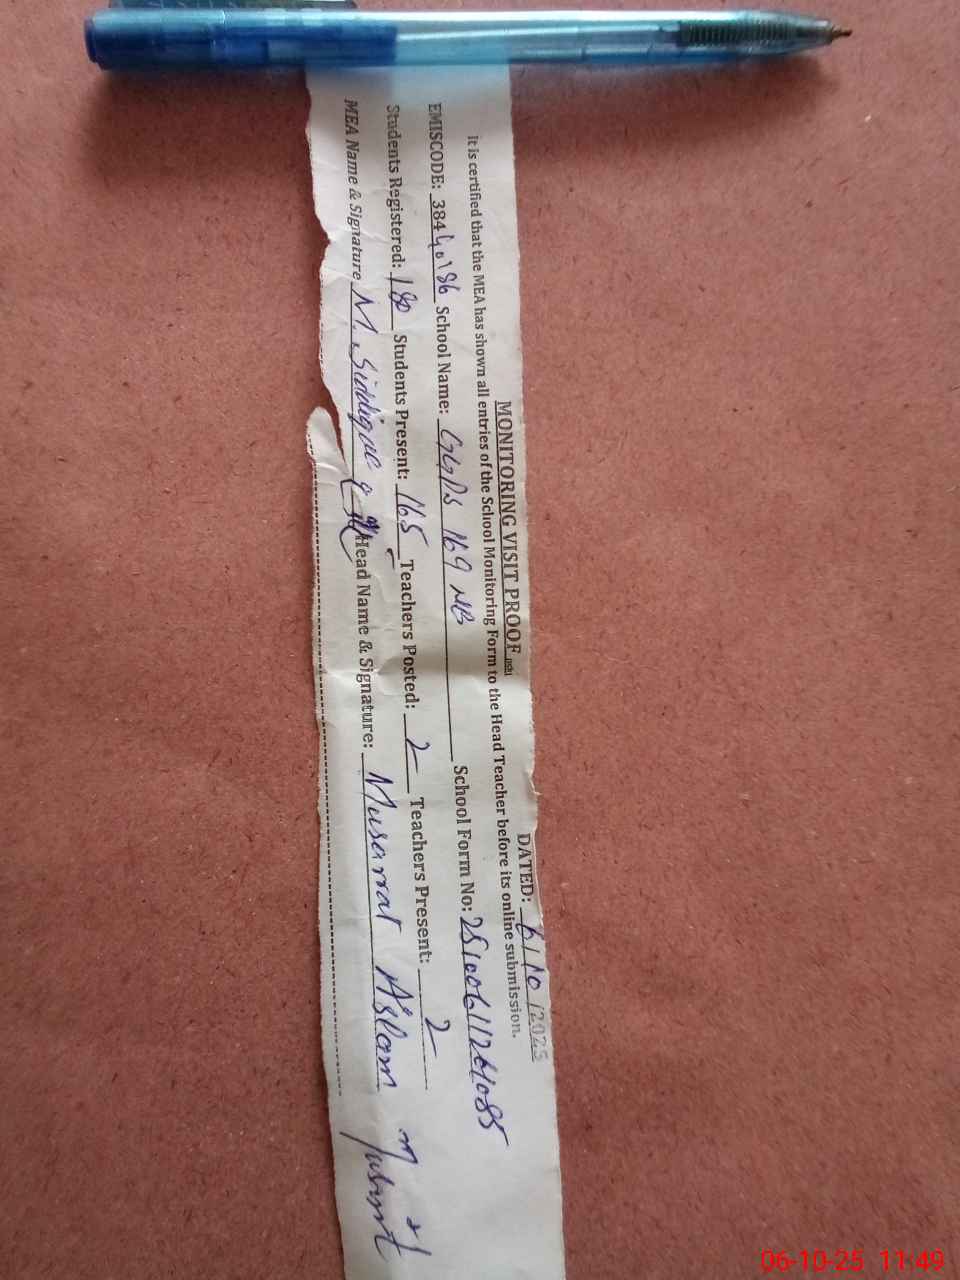 MONITORING VISIT PROOF DATED: 6/10/2025
It is certified that the MEA has shown all entries of the School Monitoring Form to the Head Teacher before its online submission.
EMISCODE: 38440186 School Name: GGPS 169 NB School Form No:
Students Registered: 180 Students Present: 165 Teachers Posted: 2 Teachers Present: 2
MEA Name & Signature M. Siddique Head Name & Signature: Musarrat Aslam
06-10-25 11:49